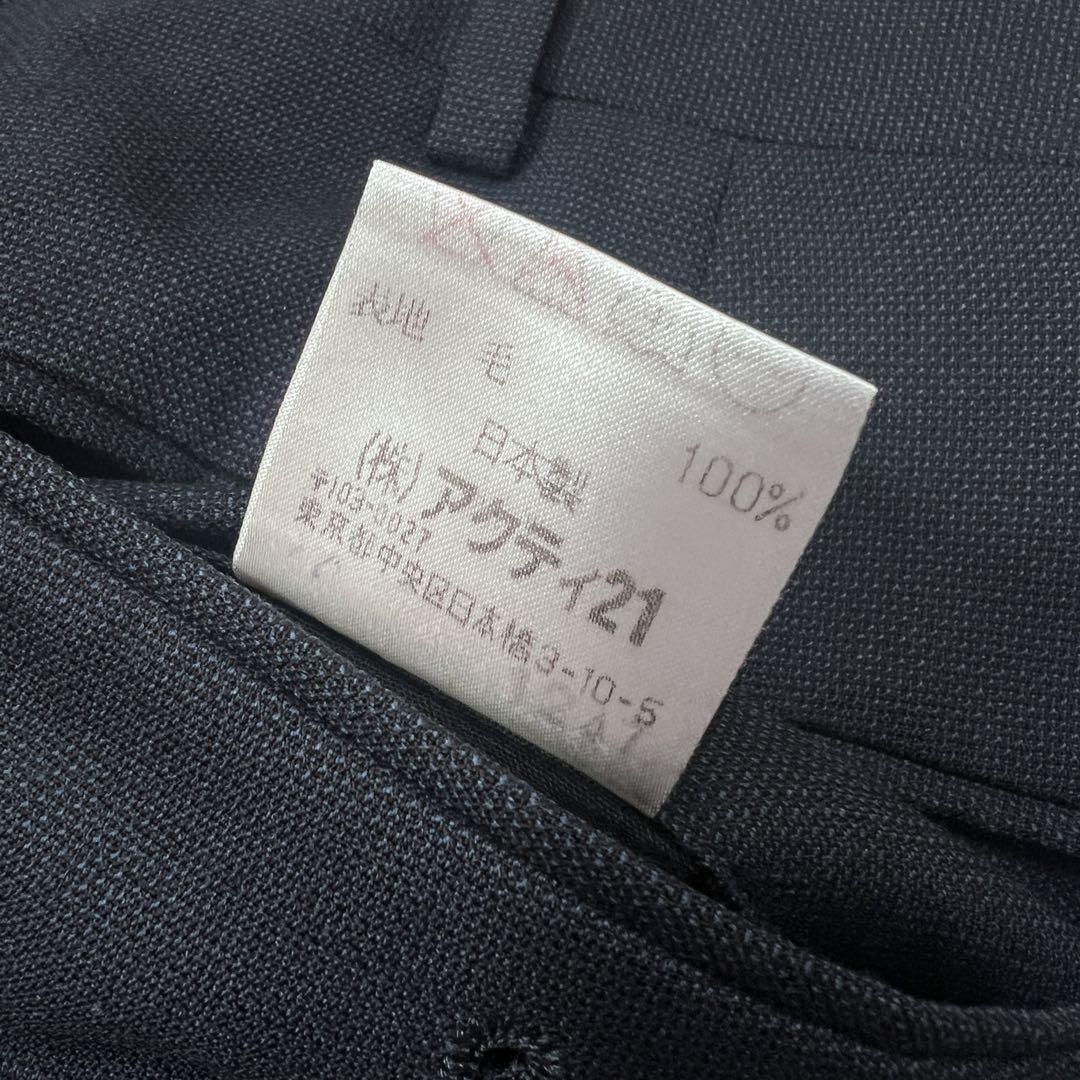 表地 毛 100%
日本製
(株)アクティ21
〒103-0027
東京都中央区日本橋3-10-5